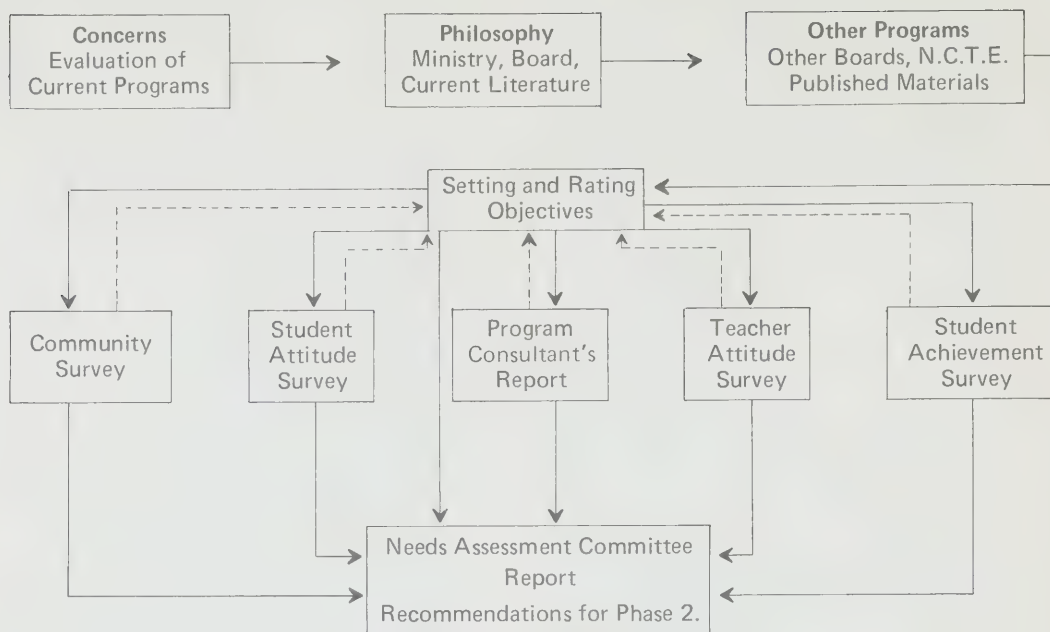 Concerns
Evaluation of
Current Programs
Philosophy
Ministry, Board,
Current Literature
Other Programs
Other Boards, N.C.T.E.
Published Materials
Setting and Rating
Objectives
Community
Survey
Student
Attitude
Survey
Program
Consultant's
Report
Teacher
Attitude
Survey
Student
Achievement
Survey
Needs Assessment Committee
Report
Recommendations for Phase 2.